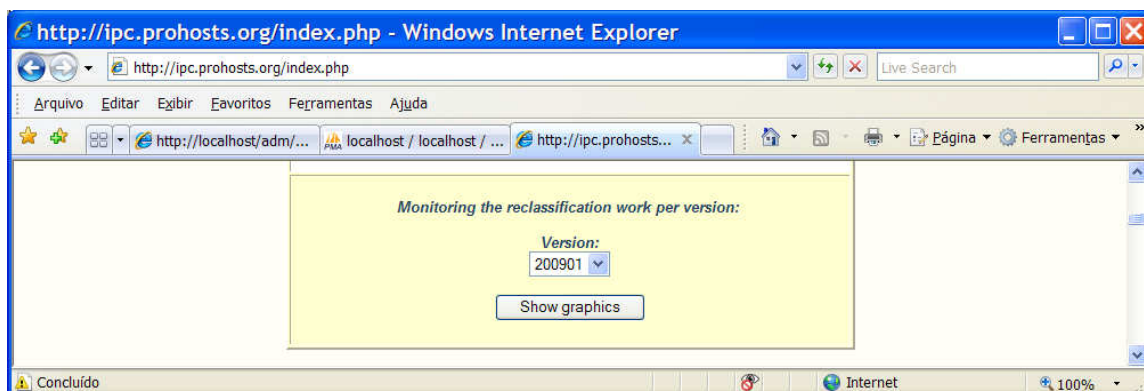 http://ipc.prohosts.org/index.php - Windows Internet Explorer
http://ipc.prohosts.org/index.php Live Search
Arquivo Editar Exibir Favoritos Ferramentas Ajuda
http://localhost/adm/... PMA localhost / localhost / ... http://ipc.prohosts... Página Ferramentas
Monitoring the reclassification work per version:
Version:
200901
Show graphics
Concluído Internet 100%